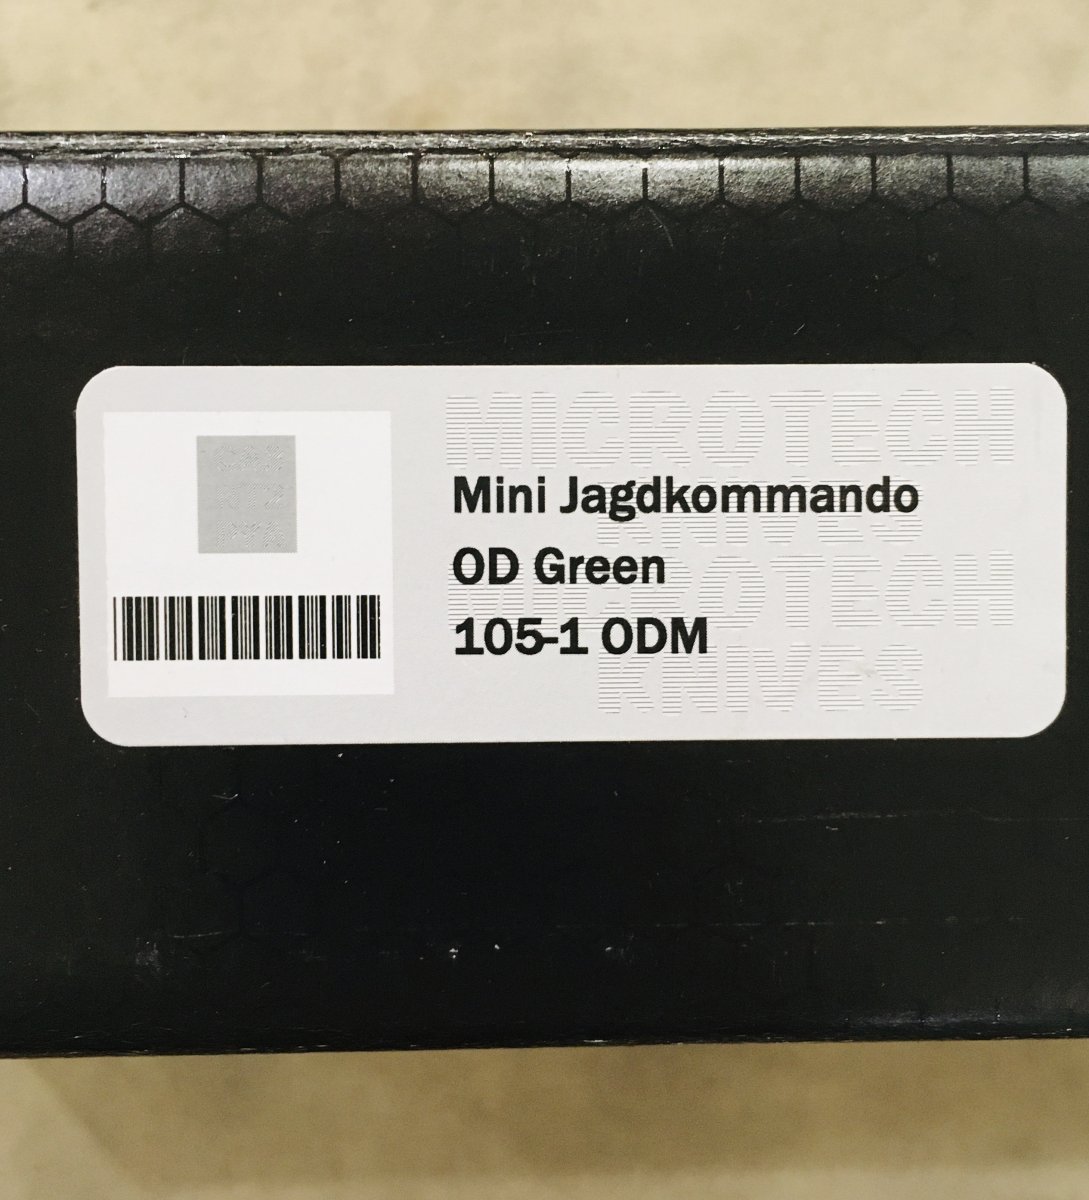 MICROTECH
Mini Jagdkommando
KNIVES
OD Green
MICROTECH
105-1 ODM
KNIVES